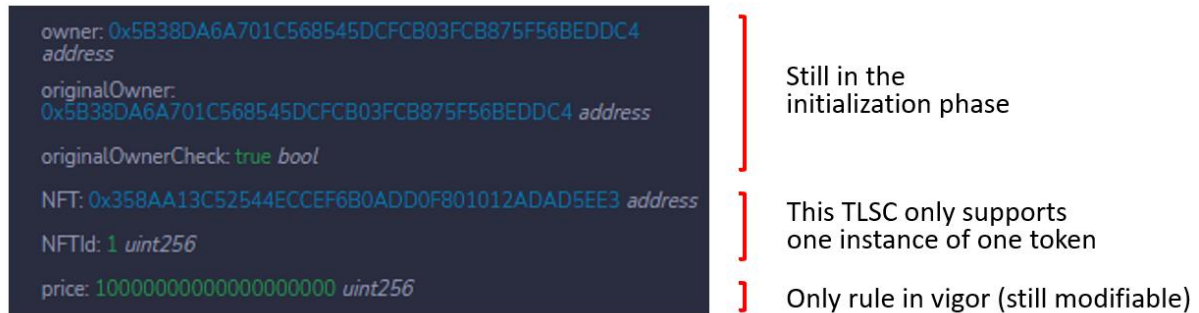 owner: 0x5B38DA6A701C568545DCFCB03FCB875F56BEDDC4
address
originalOwner:
0x5B38DA6A701C568545DCFCB03FCB875F56BEDDC4 address
originalOwnerCheck: true bool
NFT: 0x358AA13C52544ECCEF6B0ADD0F801012ADAD5EE3 address
NFTId: 1 uint256
price: 10000000000000000000 uint256
Still in the
initialization phase
This TLSC only supports
one instance of one token
Only rule in vigor (still modifiable)